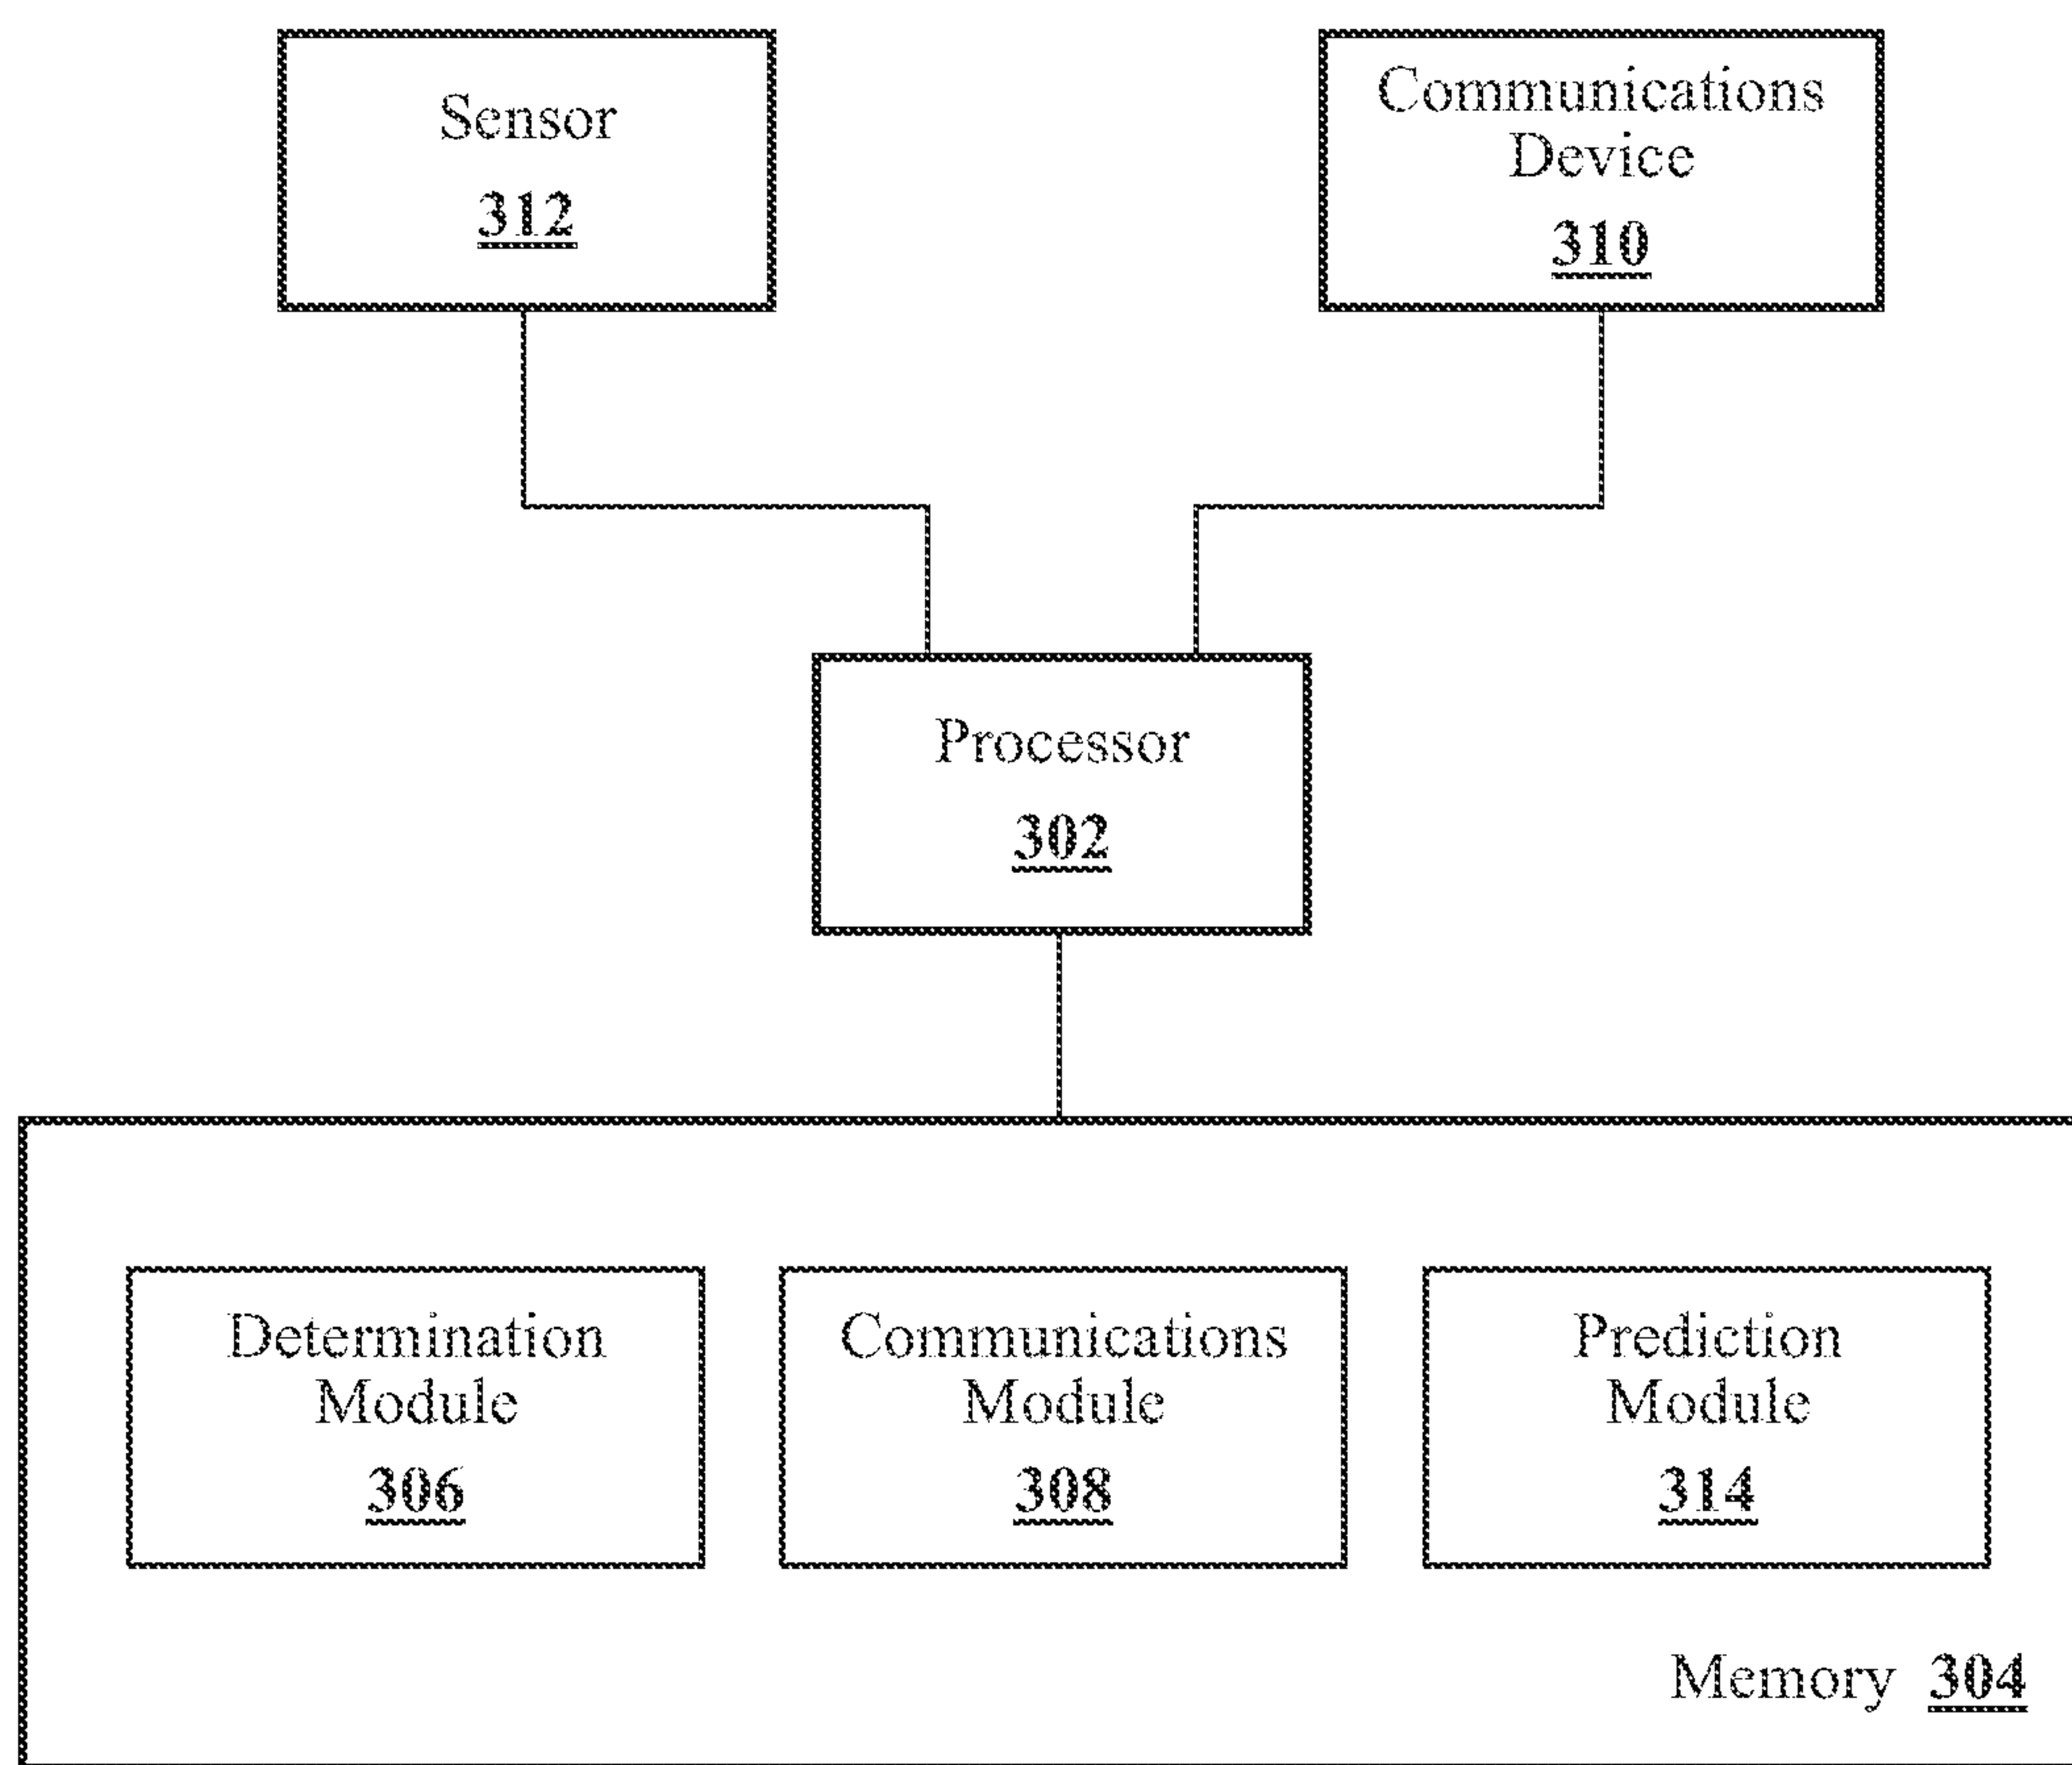 Sensor
312
Communications
Device
310
Processor
302
Determination
Module
306
Communications
Module
308
Prediction
Module
314
Memory 304